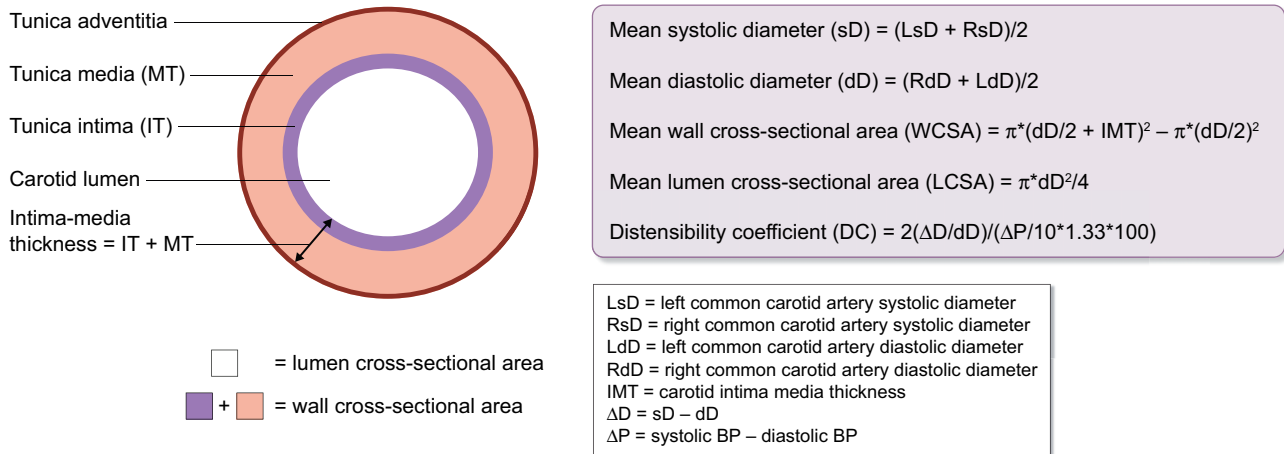 Tunica adventitia
Tunica media (MT)
Tunica intima (IT)
Carotid lumen
Intima-media
thickness = IT + MT
= lumen cross-sectional area
+ = wall cross-sectional area
Mean systolic diameter (sD) = (LsD + RsD)/2
Mean diastolic diameter (dD) = (RdD + LdD)/2
Mean wall cross-sectional area (WCSA) = π*(dD/2 + IMT)² – π*(dD/2)²
Mean lumen cross-sectional area (LCSA) = π*dD²/4
Distensibility coefficient (DC) = 2(ΔD/dD)/(ΔP/10*1.33*100)
LsD = left common carotid artery systolic diameter
RsD = right common carotid artery systolic diameter
LdD = left common carotid artery diastolic diameter
RdD = right common carotid artery diastolic diameter
IMT = carotid intima media thickness
ΔD = sD – dD
ΔP = systolic BP – diastolic BP